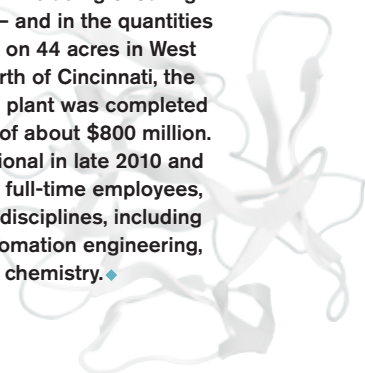 – and in the quantities
on 44 acres in West
rth of Cincinnati, the
plant was completed
of about $800 million.
ional in late 2010 and
full-time employees,
disciplines, including
omation engineering,
chemistry.◆